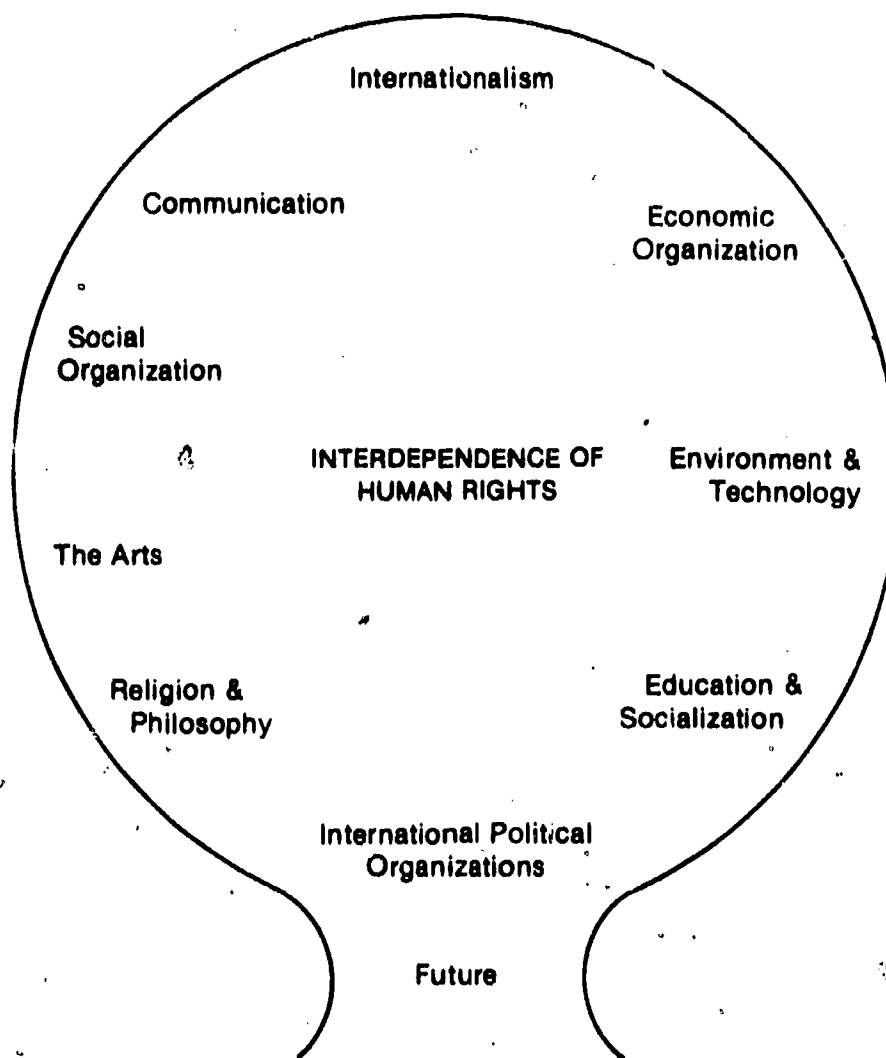 Internationalism
Communication
Economic
Organization
Social
Organization
INTERDEPENDENCE OF
HUMAN RIGHTS
Environment &
Technology
The Arts
Religion &
Philosophy
Education &
Socialization
International Political
Organizations
Future